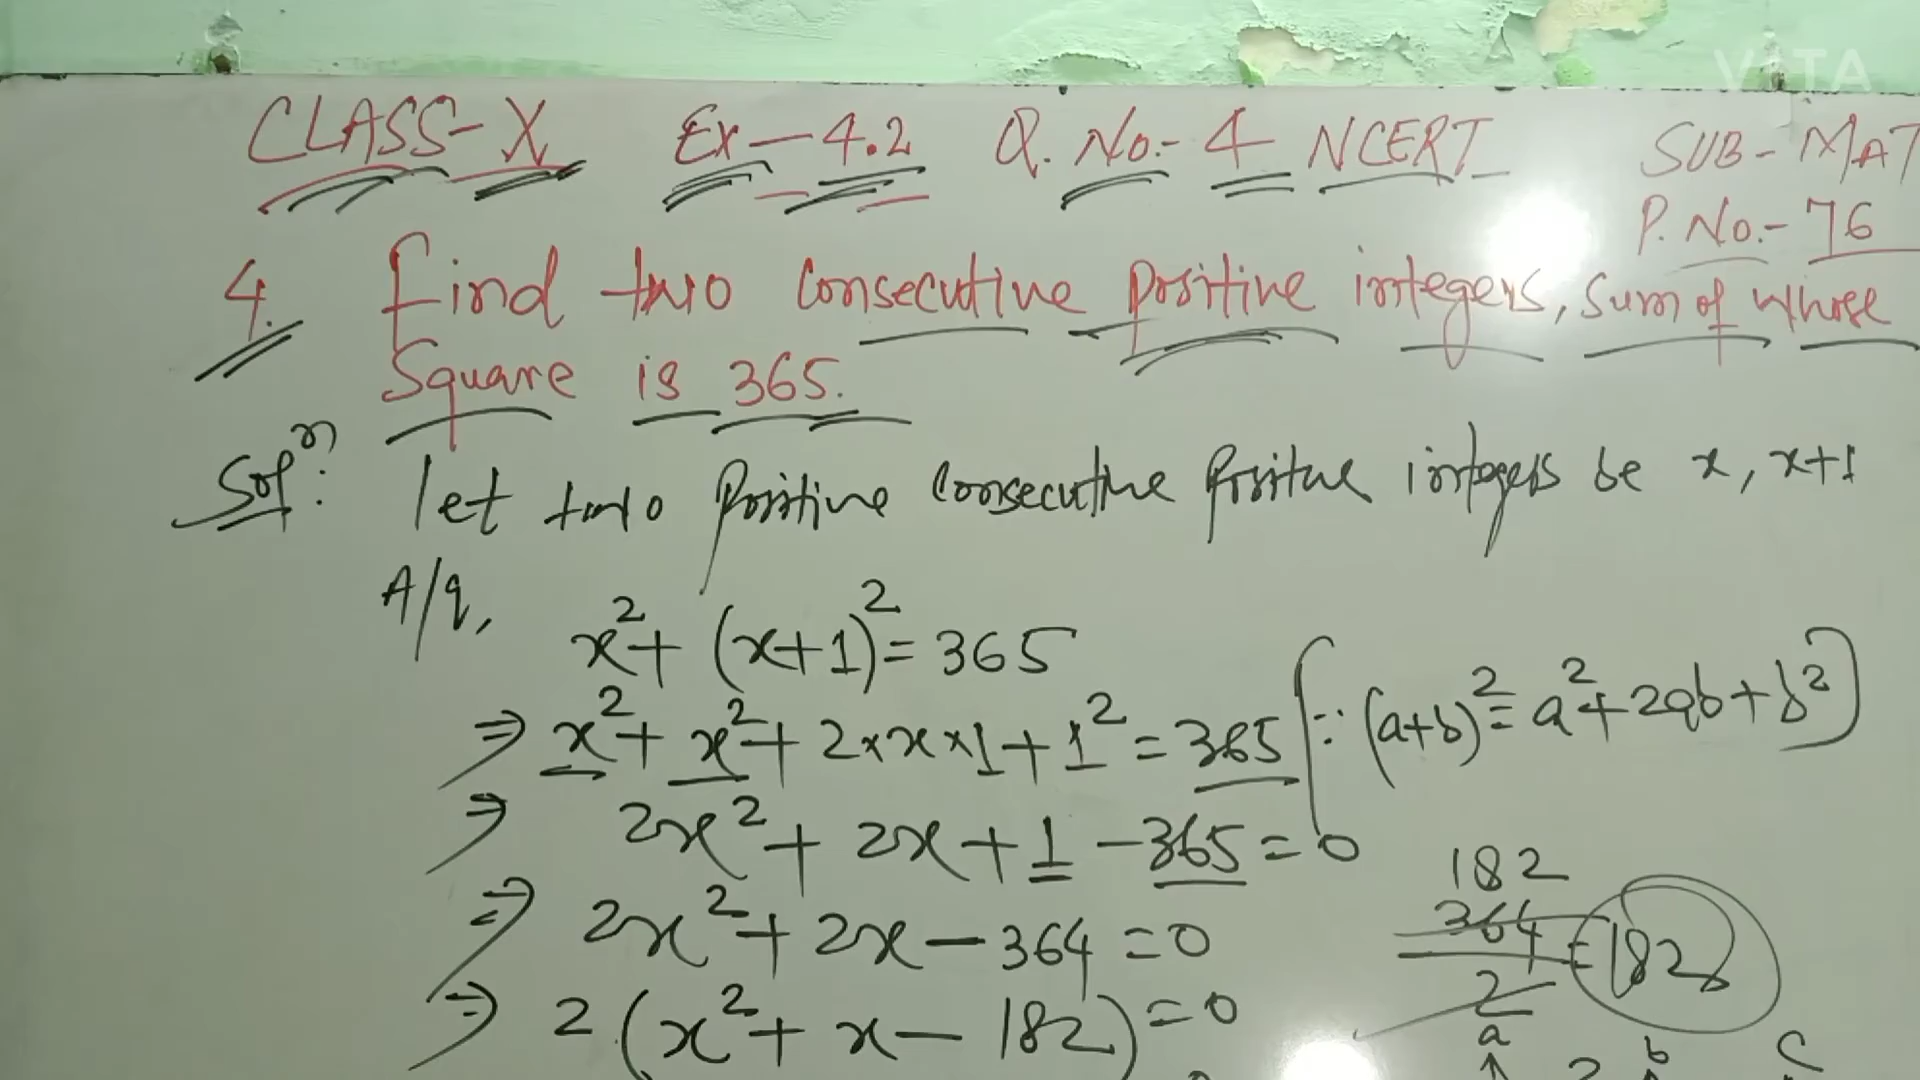 VITA
CLASS-X Ex-4.2 Q. No.- 4 NCERT SUB-MAT
P. No.- 76
4. Find two consecutive positive integers, sum of whose
square is 365.
Solⁿ: let two Positive consecutive positive integers be x, x+1
A/q,
x² + (x+1)² = 365
⇒ x² + x² + 2×x×1 + 1² = 365 [∵ (a+b)² = a² + 2ab + b²]
⇒ 2x² + 2x + 1 - 365 = 0
⇒ 2x² + 2x - 364 = 0
182
364/2 = 182
⇒ 2(x² + x - 182) = 0
a b c